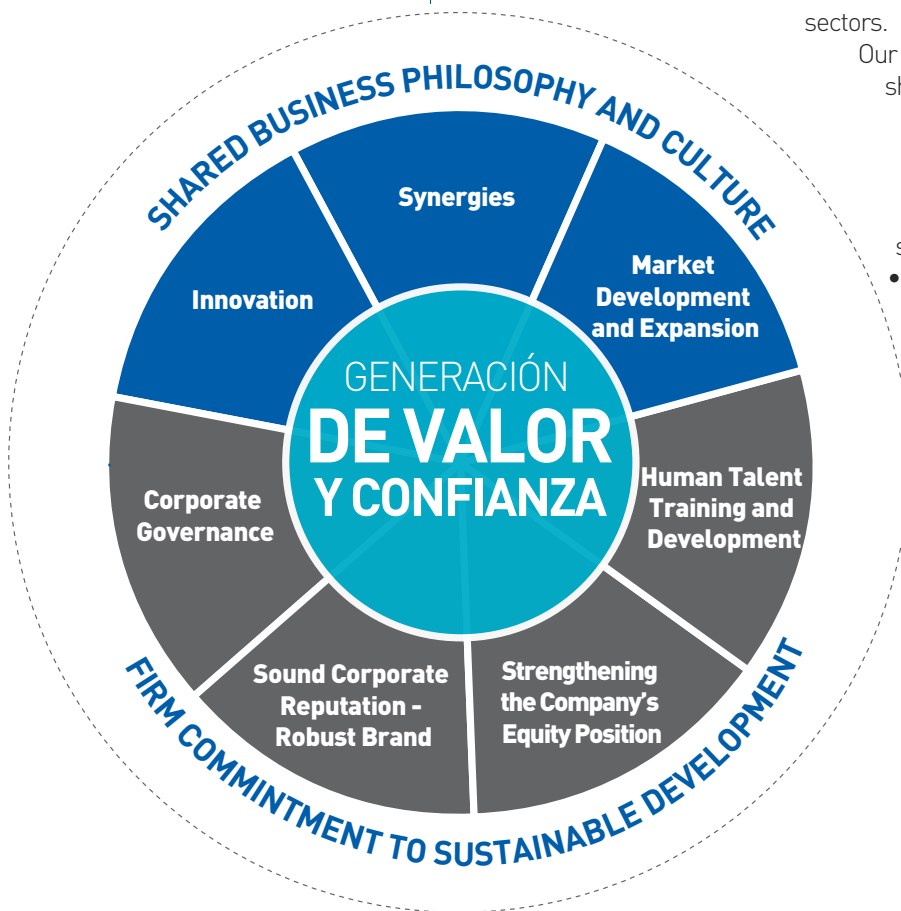 sectors.
Our
SHARED BUSINESS PHILOSOPHY AND CULTURE
Synergies
Innovation
Market
Development
and Expansion
GENERACIÓN
DE VALOR
Y CONFIANZA
Corporate
Governance
Human Talent
Training and
Development
Sound Corporate
Reputation -
Robust Brand
Strengthening
the Company’s
Equity Position
FIRM COMMINTMENT TO SUSTAINABLE DEVELOPMENT